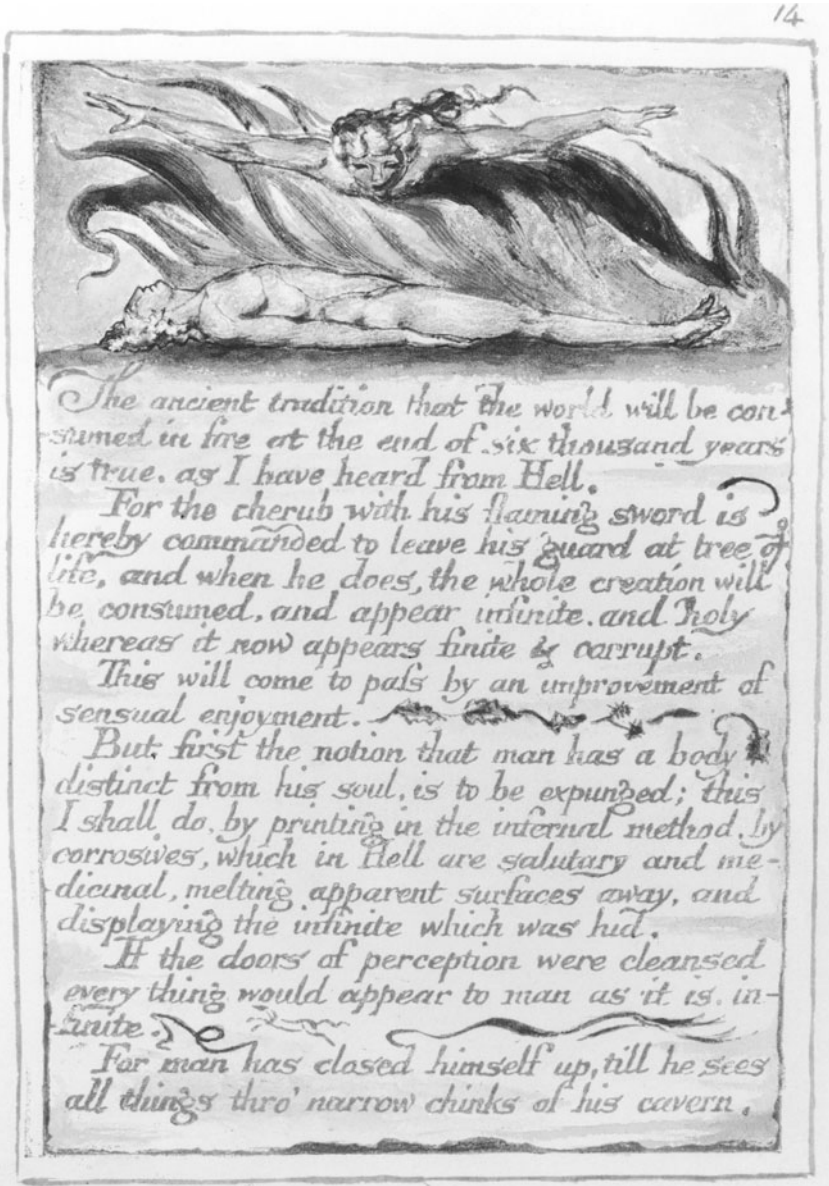 14
The ancient tradition that the world will be con-
sumed in fire at the end of six thousand years
is true. as I have heard from Hell.
For the cherub with his flaming sword is
hereby commanded to leave his guard at tree of
life, and when he does, the whole creation will
be consumed, and appear infinite. and holy
whereas it now appears finite & corrupt.
This will come to paſs by an improvement of
sensual enjoyment.
But first the notion that man has a body
distinct from his soul, is to be expunged; this
I shall do, by printing in the infernal method, by
corrosives, which in Hell are salutary and me-
dicinal, melting apparent surfaces away, and
displaying the infinite which was hid.
If the doors of perception were cleansed
every thing would appear to man as it is, in-
finite.
For man has closed himself up, till he sees
all things thro' narrow chinks of his cavern.